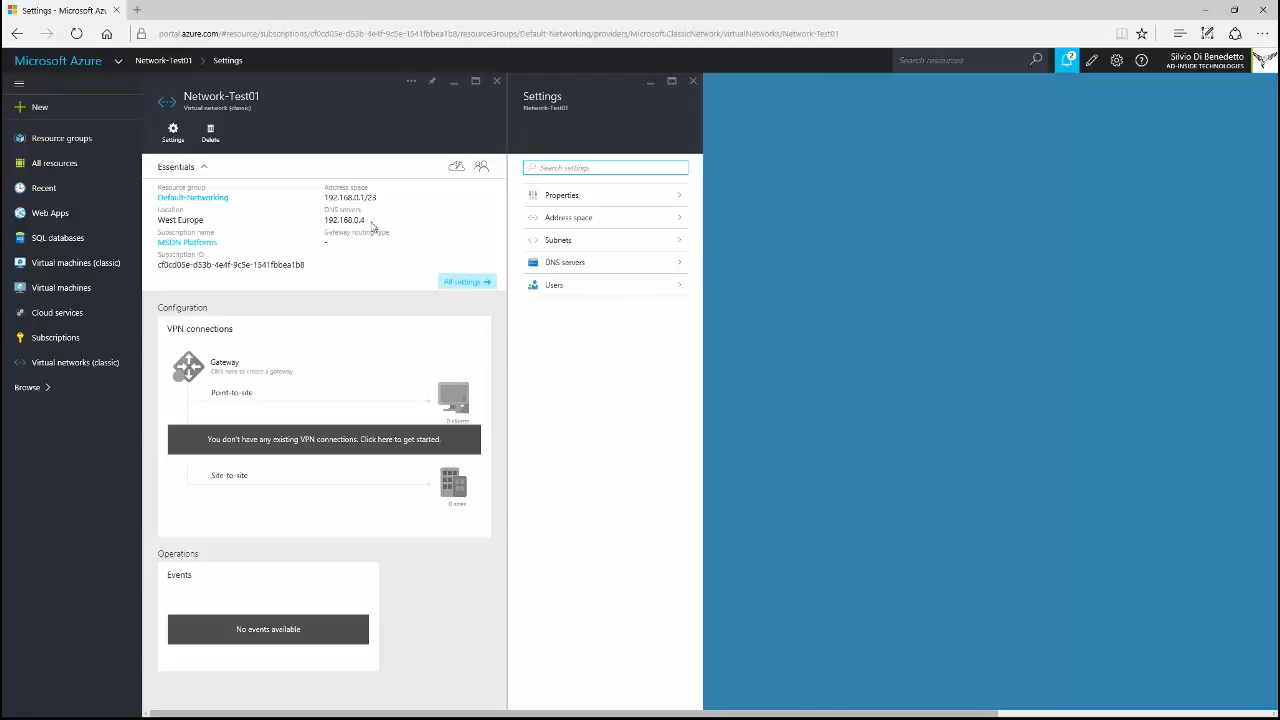 Settings - Microsoft Azu
portal.azure.com/#resource/subscriptions/cf0cd05e-d53b-4e4f-9c5e-1541fbbea1b8/resourceGroups/Default-Networking/providers/Microsoft.ClassicNetwork/virtualNetworks/Network-Test01
Microsoft Azure
Network-Test01
Settings
Search resources
2
Silvio Di Benedetto
AD-INSIDE TECHNOLOGIES
New
Resource groups
All resources
Recent
Web Apps
SQL databases
Virtual machines (classic)
Virtual machines
Cloud services
Subscriptions
Virtual networks (classic)
Browse
Network-Test01
Virtual network (classic)
Settings
Delete
Essentials
Resource group
Default-Networking
Location
West Europe
Subscription name
MSDN Platforms
Subscription ID
cf0cd05e-d53b-4e4f-9c5e-1541fbbea1b8
Address space
192.168.0.1/23
DNS servers
192.168.0.4
Gateway routing type
-
All settings
Configuration
VPN connections
Gateway
Click here to create a gateway.
Point-to-site
0 clients
You don't have any existing VPN connections. Click here to get started.
Site-to-site
0 sites
Operations
Events
No events available
Settings
Network-Test01
Search settings
Properties
Address space
Subnets
DNS servers
Users